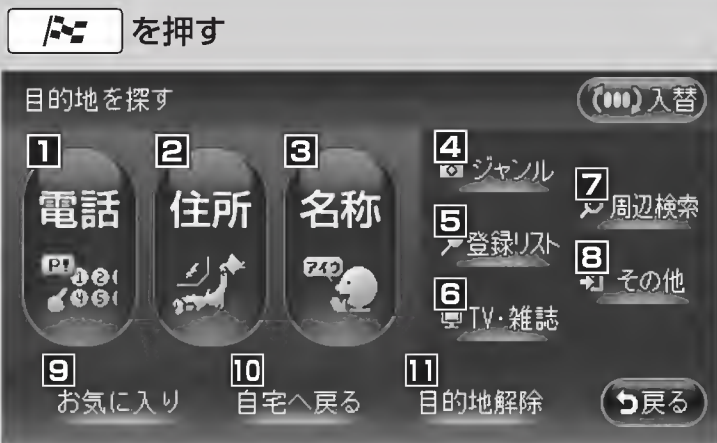 を押す
目的地を探す
入替
1 電話
2 住所
3 名称
P!
アイウ
4 ジャンル
5 登録リスト
6 TV・雑誌
7 周辺検索
8 その他
9 お気に入り
10 自宅へ戻る
11 目的地解除
戻る